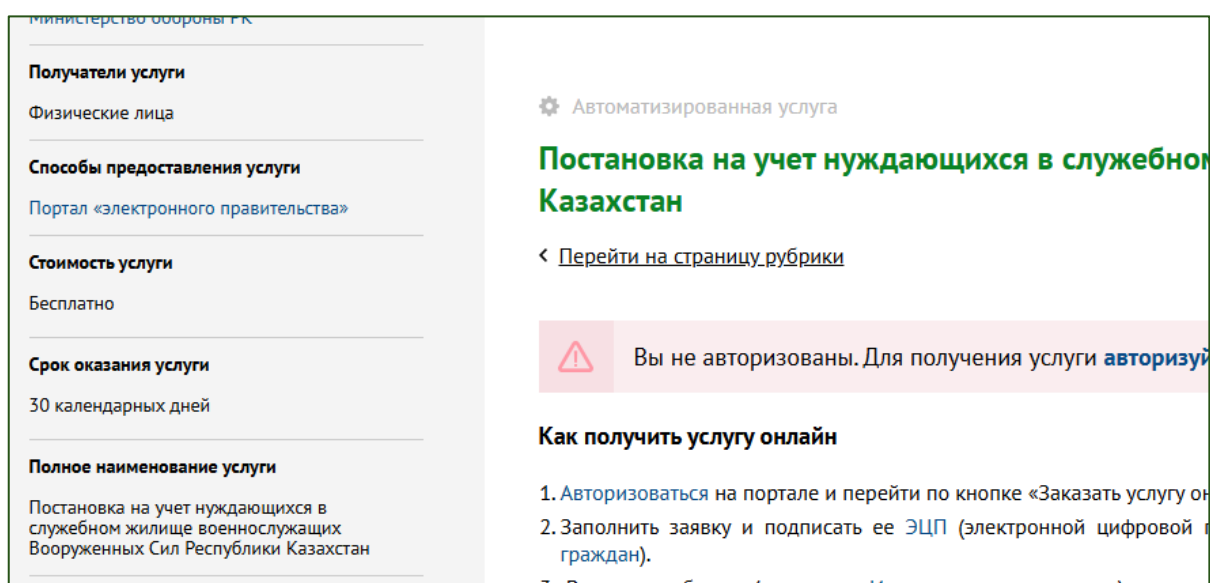 Министерство обороны РК
Получатели услуги
Физические лица
Способы предоставления услуги
Портал «электронного правительства»
Стоимость услуги
Бесплатно
Срок оказания услуги
30 календарных дней
Полное наименование услуги
Постановка на учет нуждающихся в
служебном жилище военнослужащих
Вооруженных Сил Республики Казахстан
Автоматизированная услуга
Постановка на учет нуждающихся в
Казахстан
Перейти на страницу рубрики
Вы не авторизованы. Для получения услуги
Как получить услугу онлайн
1. Авторизоваться на портале и перейти по кнопке «Заказать услугу
2. Заполнить заявку и подписать ее ЭЦП (электронной цифровой
граждан).